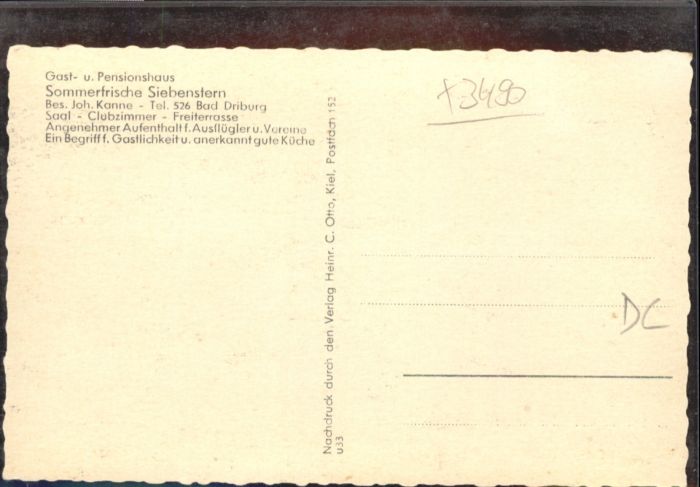 Gast- u. Pensionshaus
Sommerfrische Siebenstern
Bes. Joh. Kanne - Tel. 526 Bad Driburg
Saal - Clubzimmer - Freiterrasse
Angenehmer Aufenthalt f. Ausflügler u. Vereine
Ein Begriff f. Gastlichkeit u. anerkannt gute Küche
Nachdruck durch den Verlag Heinr. C. Otto, Kiel, Postfach 152
U33
DC